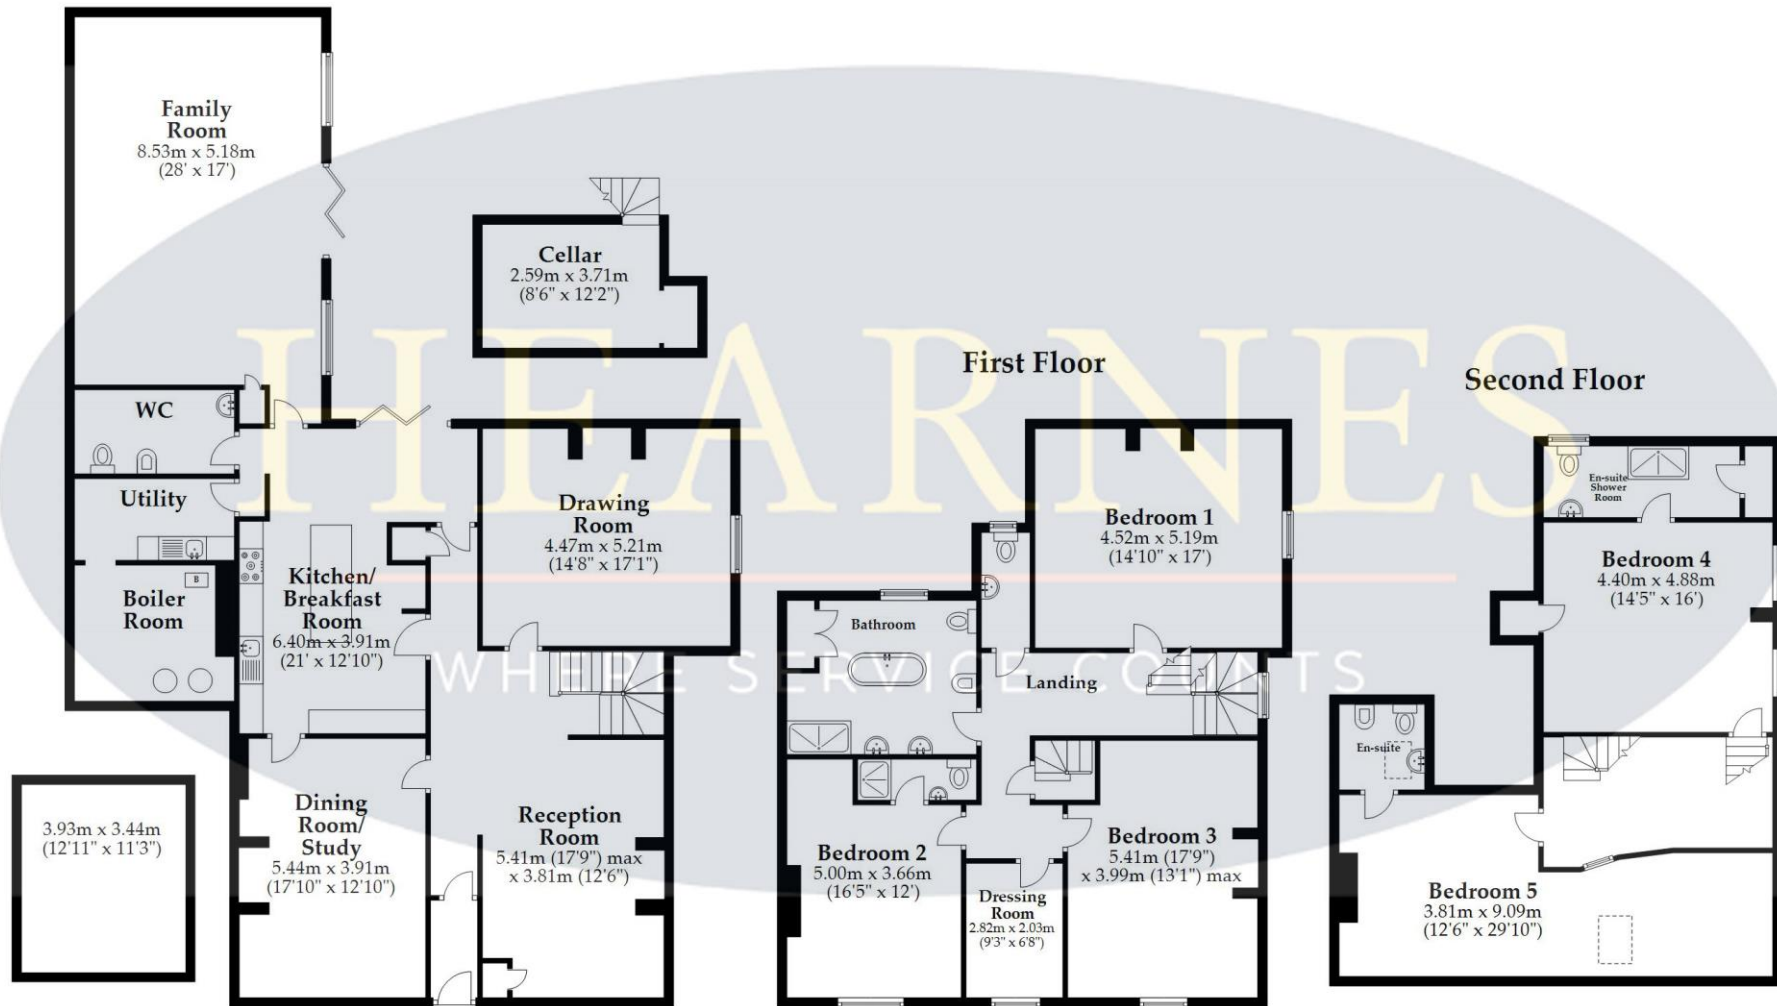 Family
Room
8.53m x 5.18m
(28' x 17')
Cellar
2.59m x 3.71m
(8'6" x 12'2")
HEARNES
WHERE SERVICE COUNTS
WC
Utility
Boiler
Room
B
Kitchen/
Breakfast
Room
6.40m x 3.91m
(21' x 12'10")
Drawing
Room
4.47m x 5.21m
(14'8" x 17'1")
Dining
Room/
Study
5.44m x 3.91m
(17'10" x 12'10")
Reception
Room
5.41m (17'9") max
x 3.81m (12'6")
3.93m x 3.44m
(12'11" x 11'3")
First Floor
Bedroom 1
4.52m x 5.19m
(14'10" x 17')
Bathroom
Landing
Bedroom 2
5.00m x 3.66m
(16'5" x 12')
Dressing
Room
2.82m x 2.03m
(9'3" x 6'8")
Bedroom 3
5.41m (17'9")
x 3.99m (13'1") max
Second Floor
En-suite
Shower
Room
Bedroom 4
4.40m x 4.88m
(14'5" x 16')
En-suite
Bedroom 5
3.81m x 9.09m
(12'6" x 29'10")